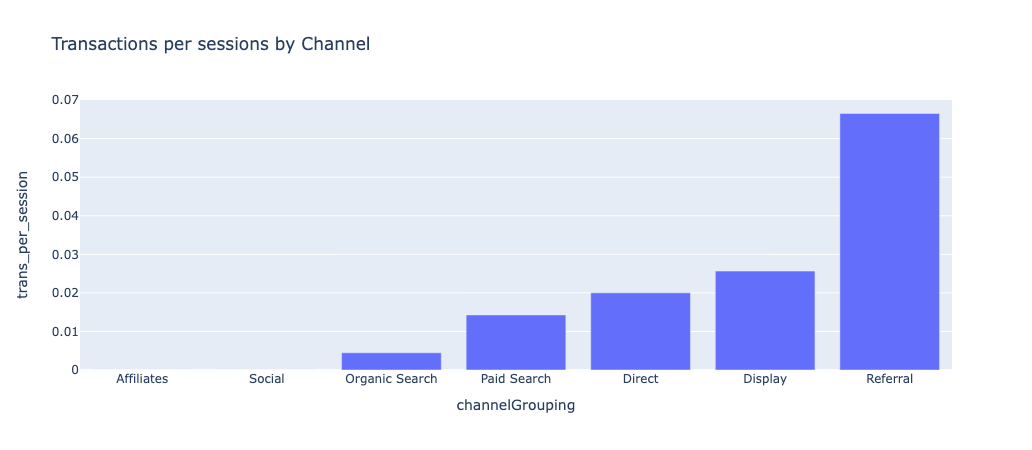 Transactions per sessions by Channel
0.07
0.06
0.05
0.04
0.03
0.02
0.01
0
trans_per_session
Affiliates Social Organic Search Paid Search Direct Display Referral
channelGrouping